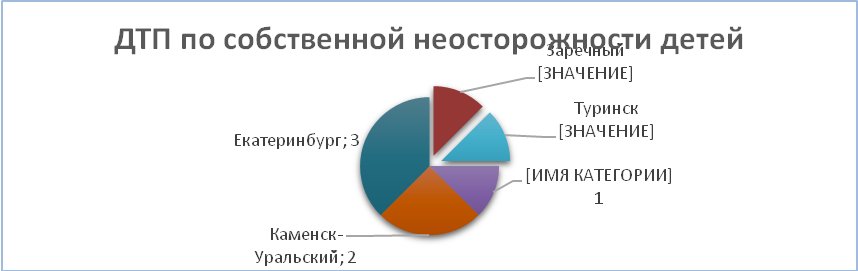 ДТП по собственной неосторожности детей
Заречный
[ЗНАЧЕНИЕ]
Туринск
[ЗНАЧЕНИЕ]
[ИМЯ КАТЕГОРИИ]
1
Каменск-
Уральский; 2
Екатеринбург; 3